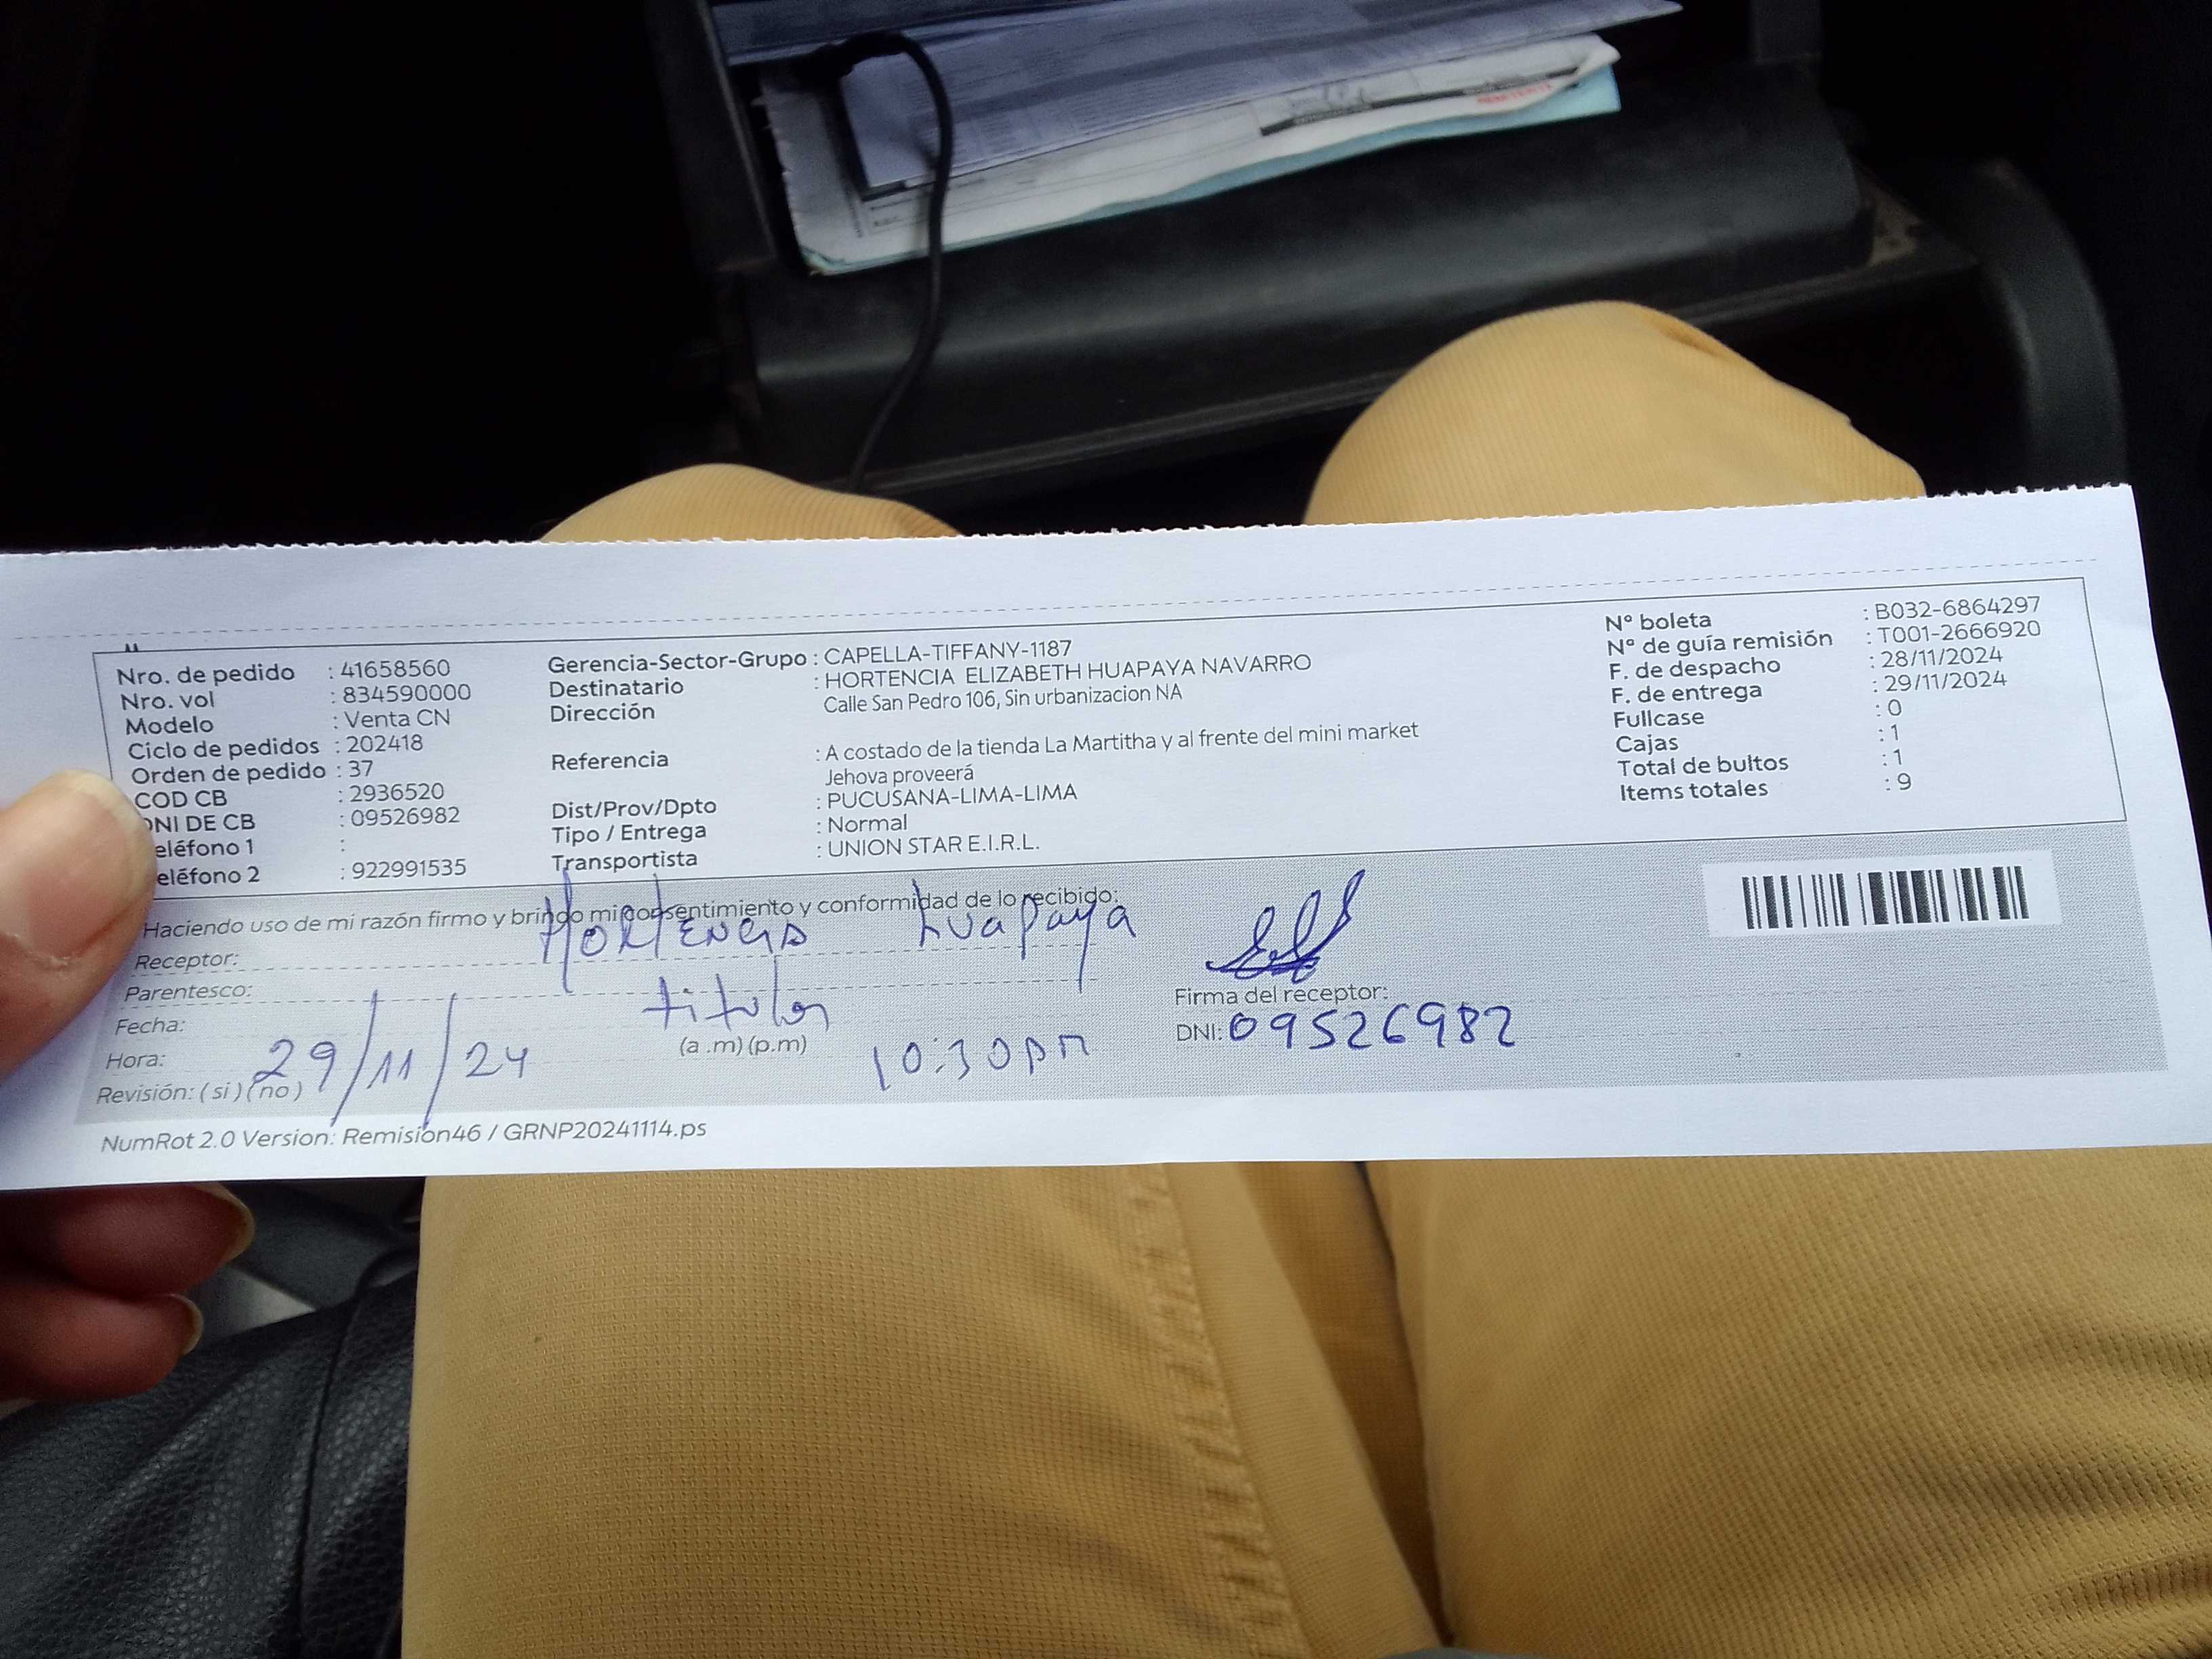 Nro. de pedido : 41658560
Nro. vol : 834590000
Modelo : Venta CN
Ciclo de pedidos : 202418
Orden de pedido : 37
COD CB : 2936520
DNI DE CB : 09526982
eléfono 1 :
eléfono 2 : 922991535
Gerencia-Sector-Grupo : CAPELLA-TIFFANY-1187
Destinatario : HORTENCIA ELIZABETH HUAPAYA NAVARRO
Dirección Calle San Pedro 106, Sin urbanizacion NA
Referencia : A costado de la tienda La Martitha y al frente del mini market
Jehova proveerá
Dist/Prov/Dpto : PUCUSANA-LIMA-LIMA
Tipo / Entrega : Normal
Transportista : UNION STAR E.I.R.L.
Nº boleta : B032-6864297
Nº de guía remisión : T001-2666920
F. de despacho : 28/11/2024
F. de entrega : 29/11/2024
Fullcase : 0
Cajas : 1
Total de bultos : 1
Items totales : 9
Haciendo uso de mi razón firmo y brindo mi consentimiento y conformidad de lo recibido:
Receptor: Hortencia Huapaya
Parentesco: titular
Fecha: 29/11/24
Hora: (a .m) (p.m) 10:30 pm
Revisión: ( si ) ( no )
Firma del receptor:
DNI: 09526982
NumRot 2.0 Version: Remision46 / GRNP20241114.ps